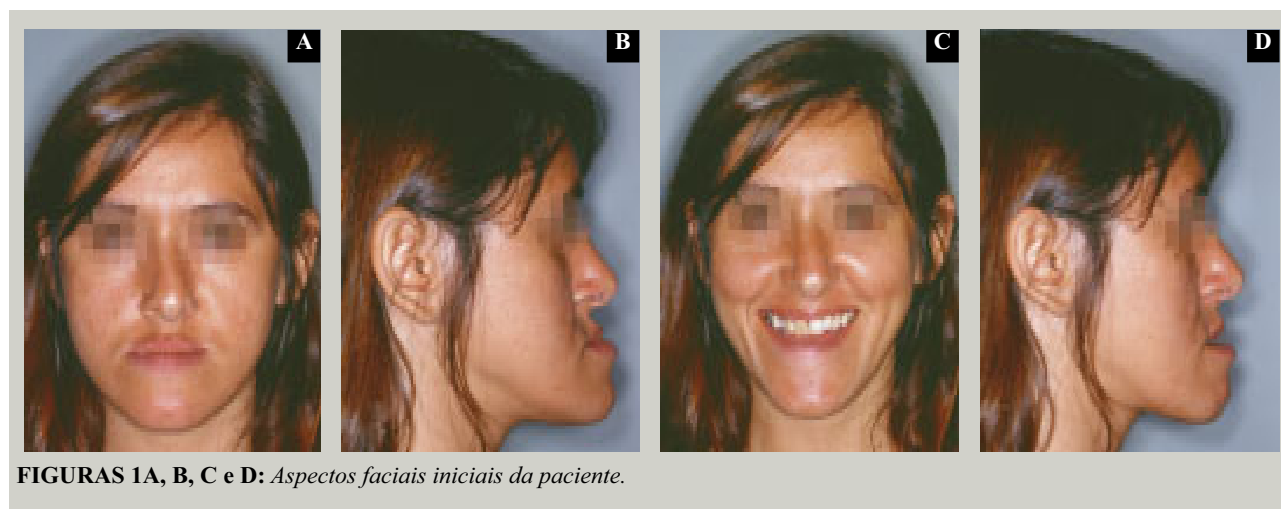 A
B
C
D
FIGURAS 1A, B, C e D: Aspectos faciais iniciais da paciente.